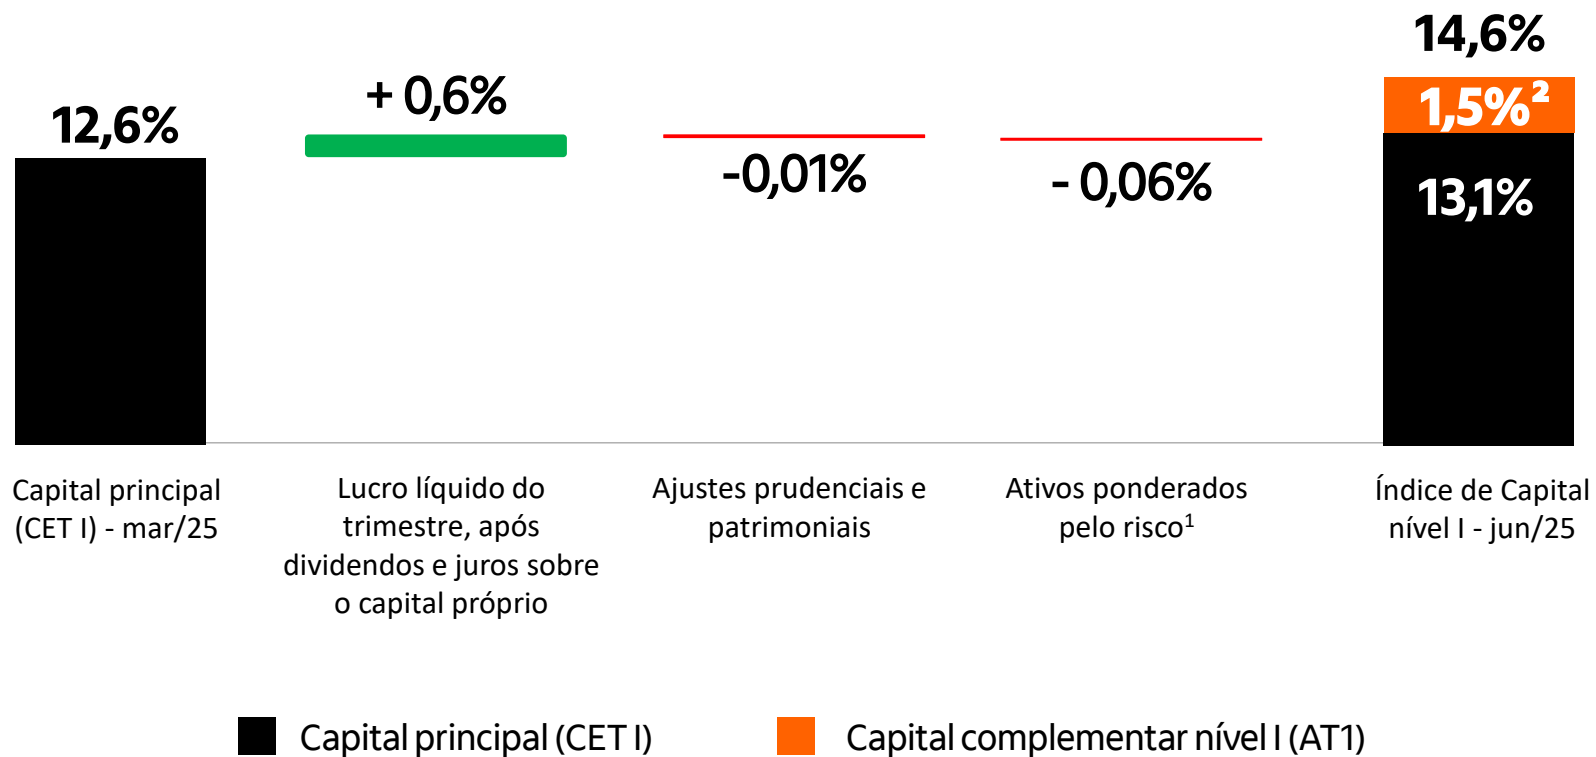 14,6%
12,6%
+ 0,6%
-0,01%
- 0,06%
1,5%²
13,1%
Capital principal
(CET I) - mar/25
Lucro líquido do
trimestre, após
dividendos e juros sobre
o capital próprio
Ajustes prudenciais e
patrimoniais
Ativos ponderados
pelo risco¹
Índice de Capital
nível I - jun/25
Capital principal (CET I)
Capital complementar nível I (AT1)